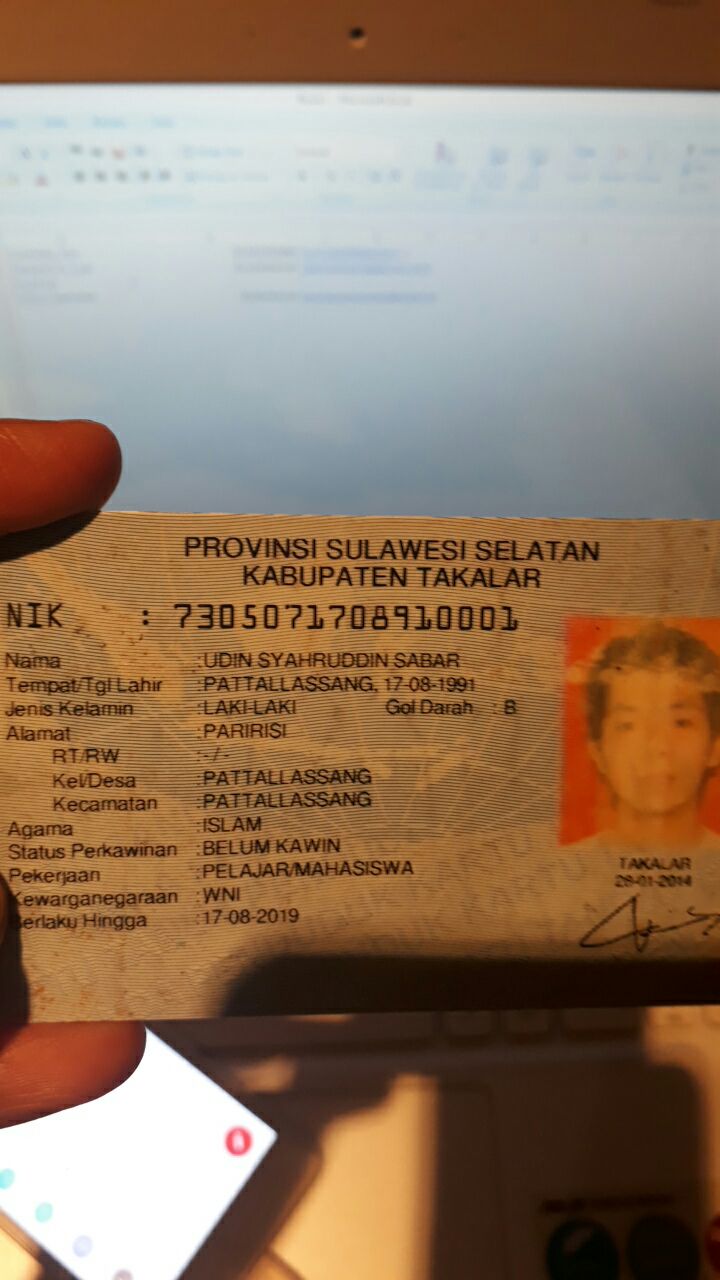 PROVINSI SULAWESI SELATAN
KABUPATEN TAKALAR
NIK : 7305071708910001
Nama :UDIN SYAHRUDDIN SABAR
Tempat/Tgl Lahir :PATTALLASSANG, 17-08-1991
Jenis Kelamin :LAKI-LAKI Gol Darah : B
Alamat :PARIRISI
RT/RW :-/-
Kel/Desa :PATTALLASSANG
Kecamatan :PATTALLASSANG
Agama :ISLAM
Status Perkawinan :BELUM KAWIN
Pekerjaan :PELAJAR/MAHASISWA
Kewarganegaraan :WNI
Berlaku Hingga :17-08-2019
TAKALAR
28-01-2014